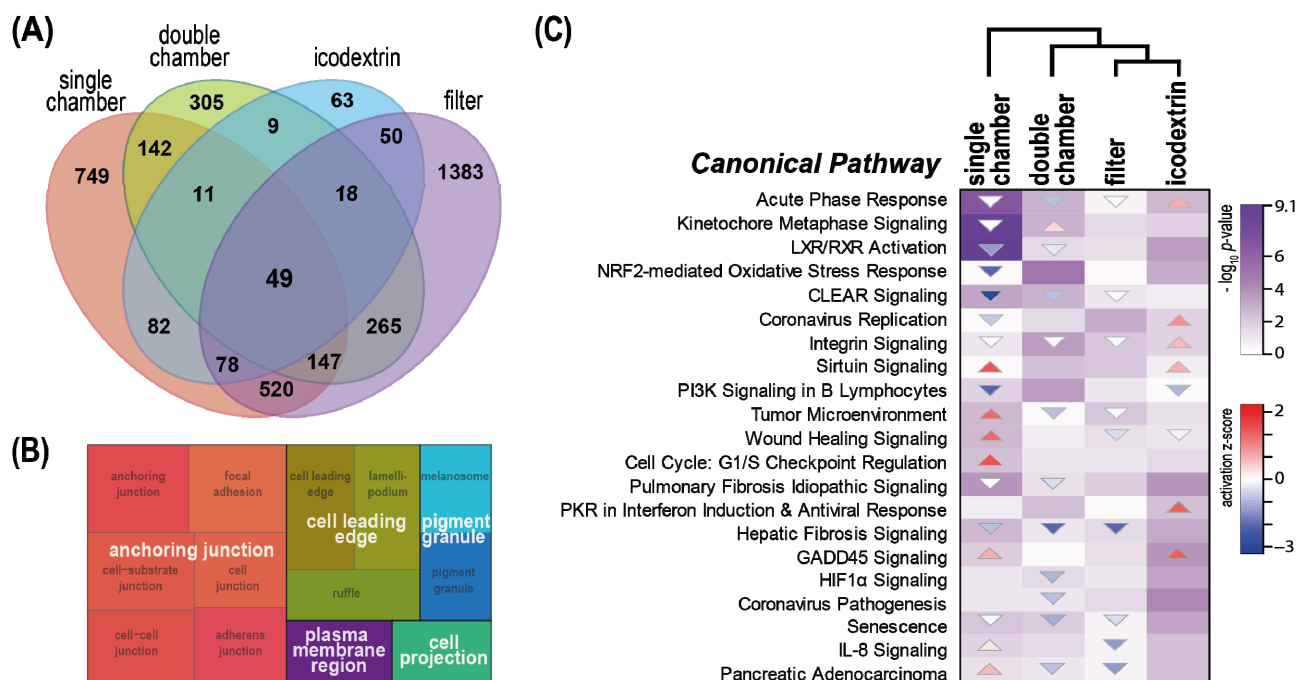 (A)
double
chamber
icodextrin
single
chamber
filter
305
63
9
50
142
749
1383
11
18
49
82
265
78
147
520
(B)
anchoring
junction
focal
adhesion
cell leading
edge
lamelli-
podium
melanosome
cell leading
edge
pigment
granule
anchoring junction
cell-substrate
junction
cell
junction
pigment
granule
ruffle
cell-cell
junction
adherens
junction
plasma
membrane
region
cell
projection
(C)
Canonical Pathway
single
chamber
double
chamber
filter
icodextrin
Acute Phase Response
Kinetochore Metaphase Signaling
LXR/RXR Activation
NRF2-mediated Oxidative Stress Response
CLEAR Signaling
Coronavirus Replication
Integrin Signaling
Sirtuin Signaling
PI3K Signaling in B Lymphocytes
Tumor Microenvironment
Wound Healing Signaling
Cell Cycle: G1/S Checkpoint Regulation
Pulmonary Fibrosis Idiopathic Signaling
PKR in Interferon Induction & Antiviral Response
Hepatic Fibrosis Signaling
GADD45 Signaling
HIF1α Signaling
Coronavirus Pathogenesis
Senescence
IL-8 Signaling
Pancreatic Adenocarcinoma
- log10 p-value
9.1
6
4
2
0
activation z-score
2
0
−3